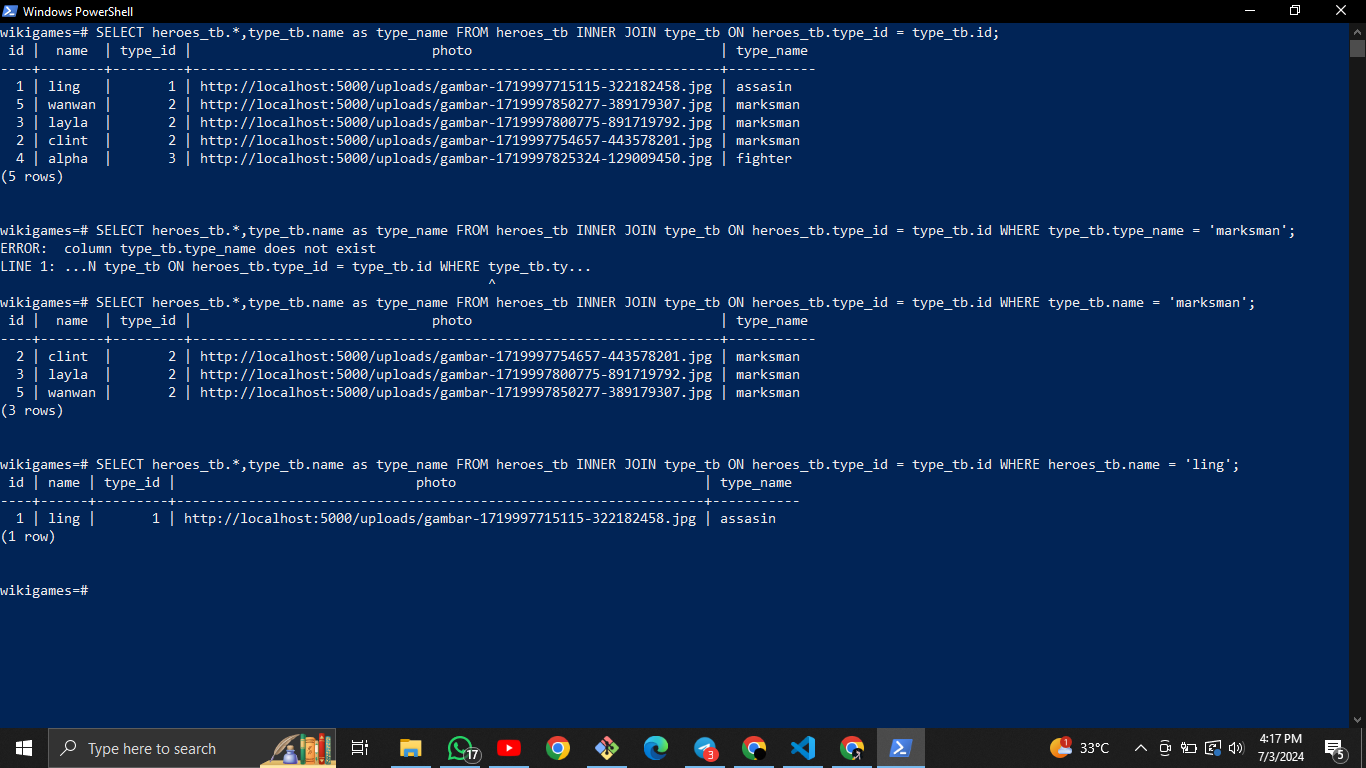 Windows PowerShell
wikigames=# SELECT heroes_tb.*,type_tb.name as type_name FROM heroes_tb INNER JOIN type_tb ON heroes_tb.type_id = type_tb.id;
 id |  name  | type_id |                              photo                               | type_name
----+--------+---------+------------------------------------------------------------------+-----------
  1 | ling   |       1 | http://localhost:5000/uploads/gambar-1719997715115-322182458.jpg | assasin
  5 | wanwan |       2 | http://localhost:5000/uploads/gambar-1719997850277-389179307.jpg | marksman
  3 | layla  |       2 | http://localhost:5000/uploads/gambar-1719997800775-891719792.jpg | marksman
  2 | clint  |       2 | http://localhost:5000/uploads/gambar-1719997754657-443578201.jpg | marksman
  4 | alpha  |       3 | http://localhost:5000/uploads/gambar-1719997825324-129009450.jpg | fighter
(5 rows)
wikigames=# SELECT heroes_tb.*,type_tb.name as type_name FROM heroes_tb INNER JOIN type_tb ON heroes_tb.type_id = type_tb.id WHERE type_tb.type_name = 'marksman';
ERROR:  column type_tb.type_name does not exist
LINE 1: ...N type_tb ON heroes_tb.type_id = type_tb.id WHERE type_tb.ty...
                                                             ^
wikigames=# SELECT heroes_tb.*,type_tb.name as type_name FROM heroes_tb INNER JOIN type_tb ON heroes_tb.type_id = type_tb.id WHERE type_tb.name = 'marksman';
 id |  name  | type_id |                              photo                               | type_name
----+--------+---------+------------------------------------------------------------------+-----------
  2 | clint  |       2 | http://localhost:5000/uploads/gambar-1719997754657-443578201.jpg | marksman
  3 | layla  |       2 | http://localhost:5000/uploads/gambar-1719997800775-891719792.jpg | marksman
  5 | wanwan |       2 | http://localhost:5000/uploads/gambar-1719997850277-389179307.jpg | marksman
(3 rows)
wikigames=# SELECT heroes_tb.*,type_tb.name as type_name FROM heroes_tb INNER JOIN type_tb ON heroes_tb.type_id = type_tb.id WHERE heroes_tb.name = 'ling';
 id | name | type_id |                              photo                               | type_name
----+------+---------+------------------------------------------------------------------+-----------
  1 | ling |       1 | http://localhost:5000/uploads/gambar-1719997715115-322182458.jpg | assasin
(1 row)
wikigames=#
Type here to search
17
3
1
33°C
4:17 PM
7/3/2024
5